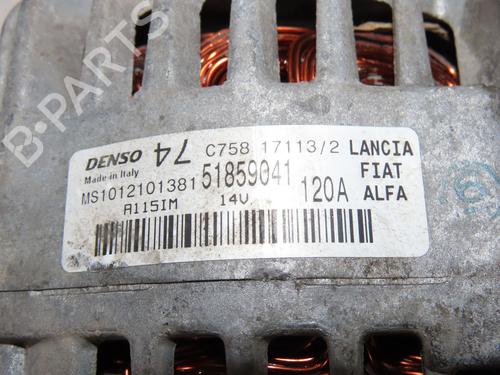 B-PARTS
DENSO 74 C758 17113/2 LANCIA
Made in Italy FIAT
MS1012101381 51859041 120A ALFA
A115IM 14V